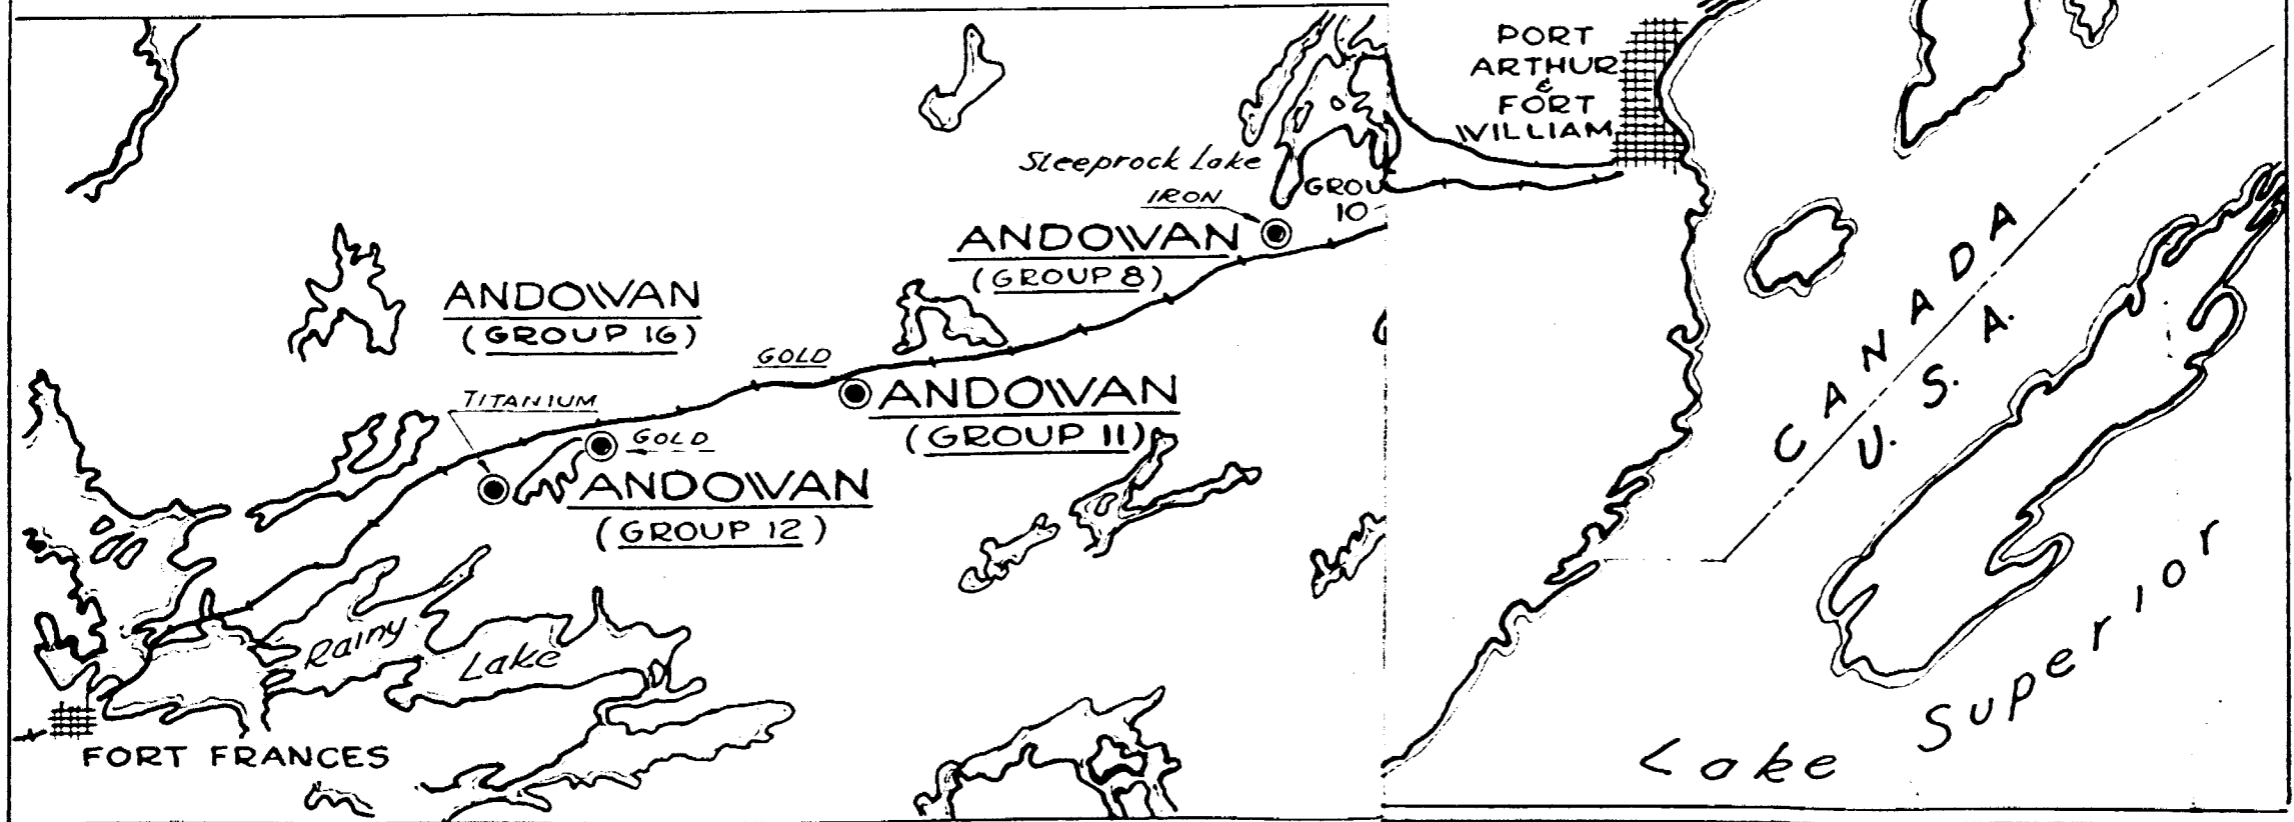 PORT
ARTHUR
&
FORT
WILLIAM
Steeprock Lake
IRON
GROU
10
ANDOWAN
(GROUP 8)
ANDOWAN
(GROUP 16)
GOLD
TITANIUM
ANDOWAN
(GROUP 11)
GOLD
ANDOWAN
(GROUP 12)
CANADA
U.S.A.
Rainy
Lake
FORT FRANCES
Lake Superior